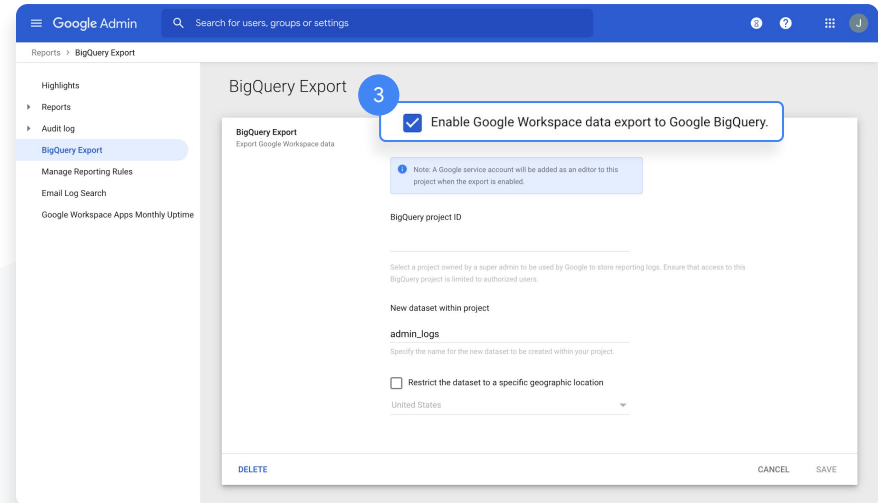 Google Admin
Search for users, groups or settings
8
?
J
Reports > BigQuery Export
Highlights
Reports
Audit log
BigQuery Export
Manage Reporting Rules
Email Log Search
Google Workspace Apps Monthly Uptime
BigQuery Export
3
Enable Google Workspace data export to Google BigQuery.
BigQuery Export
Export Google Workspace data
Note: A Google service account will be added as an editor to this
project when the export is enabled.
BigQuery project ID
Select a project owned by a super admin to be used by Google to store reporting logs. Ensure that access to this
BigQuery project is limited to authorized users.
New dataset within project
admin_logs
Specify the name for the new dataset to be created within your project.
Restrict the dataset to a specific geographic location
United States
DELETE
CANCEL
SAVE